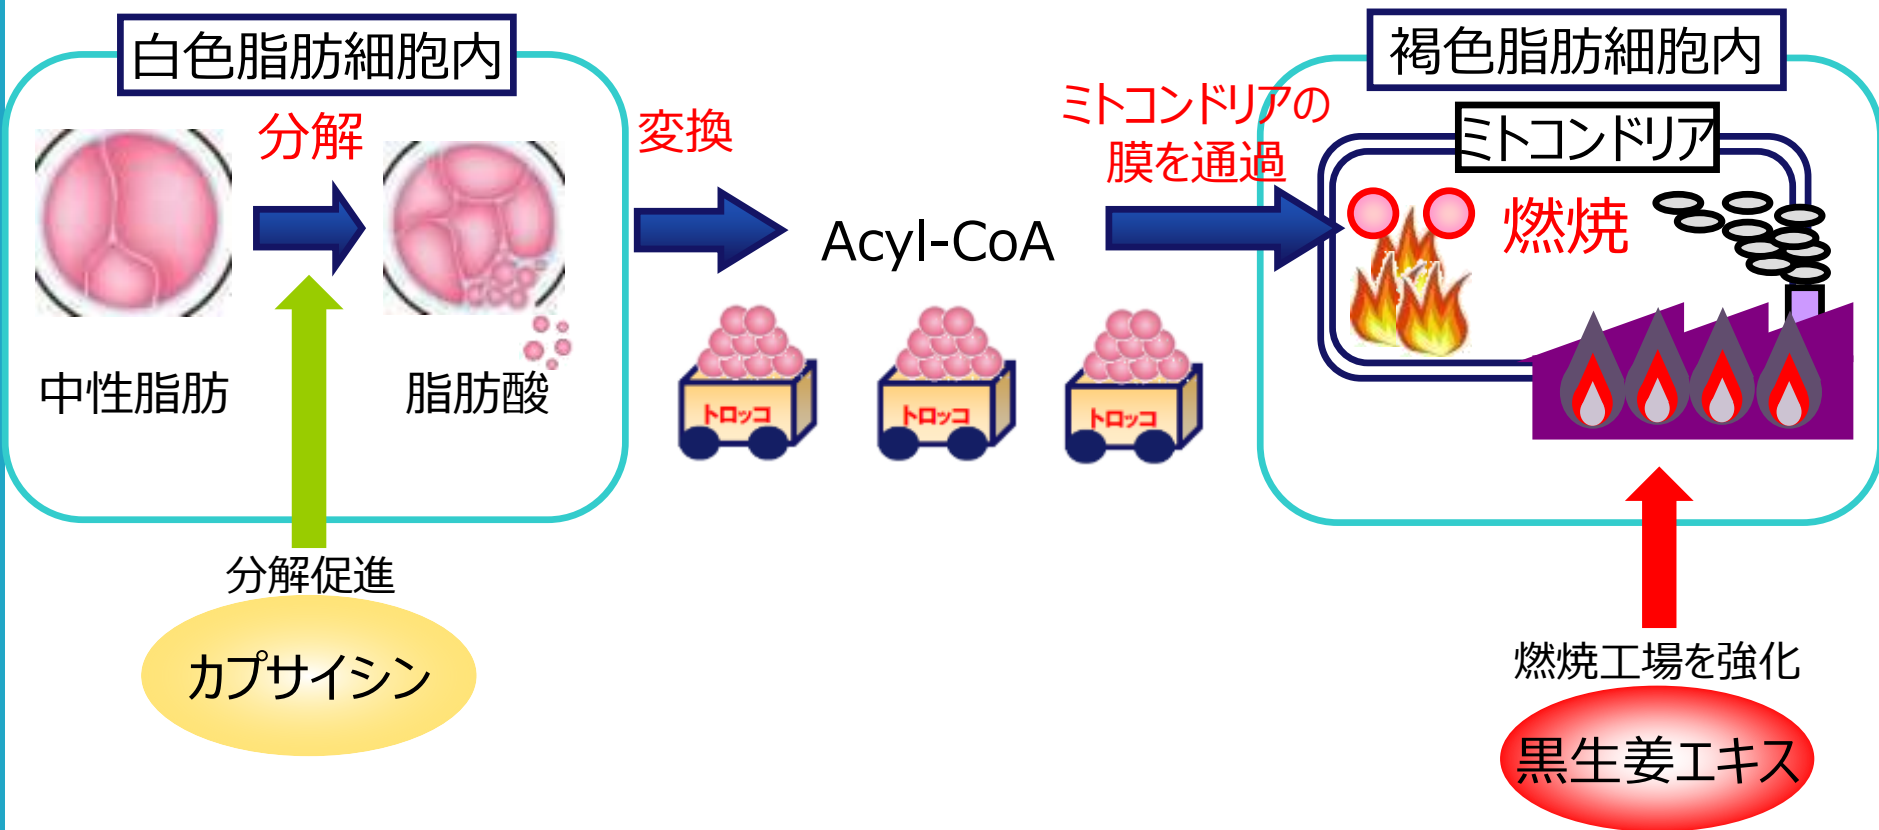 白色脂肪細胞内
分解
中性脂肪
脂肪酸
分解促進
カプサイシン
変換
Acyl-CoA
トロッコ
トロッコ
トロッコ
ミトコンドリアの
膜を通過
褐色脂肪細胞内
ミトコンドリア
燃焼
燃焼工場を強化
黒生姜エキス